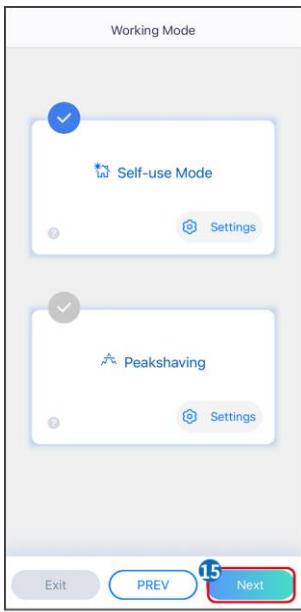 Working Mode
Self-use Mode
?
Settings
Peakshaving
?
Settings
15
Exit
PREV
Next